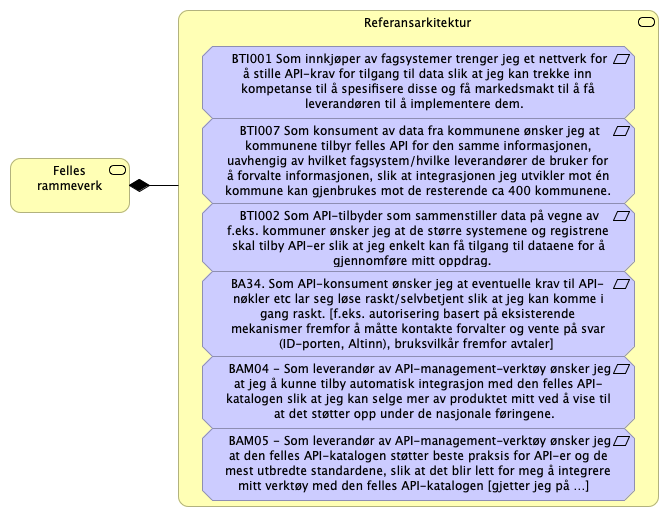 Referansarkitektur
BTI001 Som innkjøper av fagsystemer trenger jeg et nettverk for
å stille API-krav for tilgang til data slik at jeg kan trekke inn
kompetanse til å spesifisere disse og få markedsmakt til å få
leverandøren til å implementere dem.
BTI007 Som konsument av data fra kommunene ønsker jeg at
kommunene tilbyr felles API for den samme informasjonen,
uavhengig av hvilket fagsystem/hvilke leverandører de bruker for
å forvalte informasjonen, slik at integrasjonen jeg utvikler mot én
kommune kan gjenbrukes mot de resterende ca 400 kommunene.
Felles
rammeverk
BTI002 Som API-tilbyder som sammenstiller data på vegne av
f.eks. kommuner ønsker jeg at de større systemene og registrene
skal tilby API-er slik at jeg enkelt kan få tilgang til dataene for å
gjennomføre mitt oppdrag.
BA34. Som API-konsument ønsker jeg at eventuelle krav til API-
nøkler etc lar seg løse raskt/selvbetjent slik at jeg kan komme i
gang raskt. [f.eks. autorisering basert på eksisterende
mekanismer fremfor å måtte kontakte forvalter og vente på svar
(ID-porten, Altinn), bruksvilkår fremfor avtaler]
BAM04 - Som leverandør av API-management-verktøy ønsker jeg
at jeg å kunne tilby automatisk integrasjon med den felles API-
katalogen slik at jeg kan selge mer av produktet mitt ved å vise til
at det støtter opp under de nasjonale føringene.
BAM05 - Som leverandør av API-management-verktøy ønsker jeg
at den felles API-katalogen støtter beste praksis for API-er og de
mest utbredte standardene, slik at det blir lett for meg å integrere
mitt verktøy med den felles API-katalogen [gjetter jeg på ...]